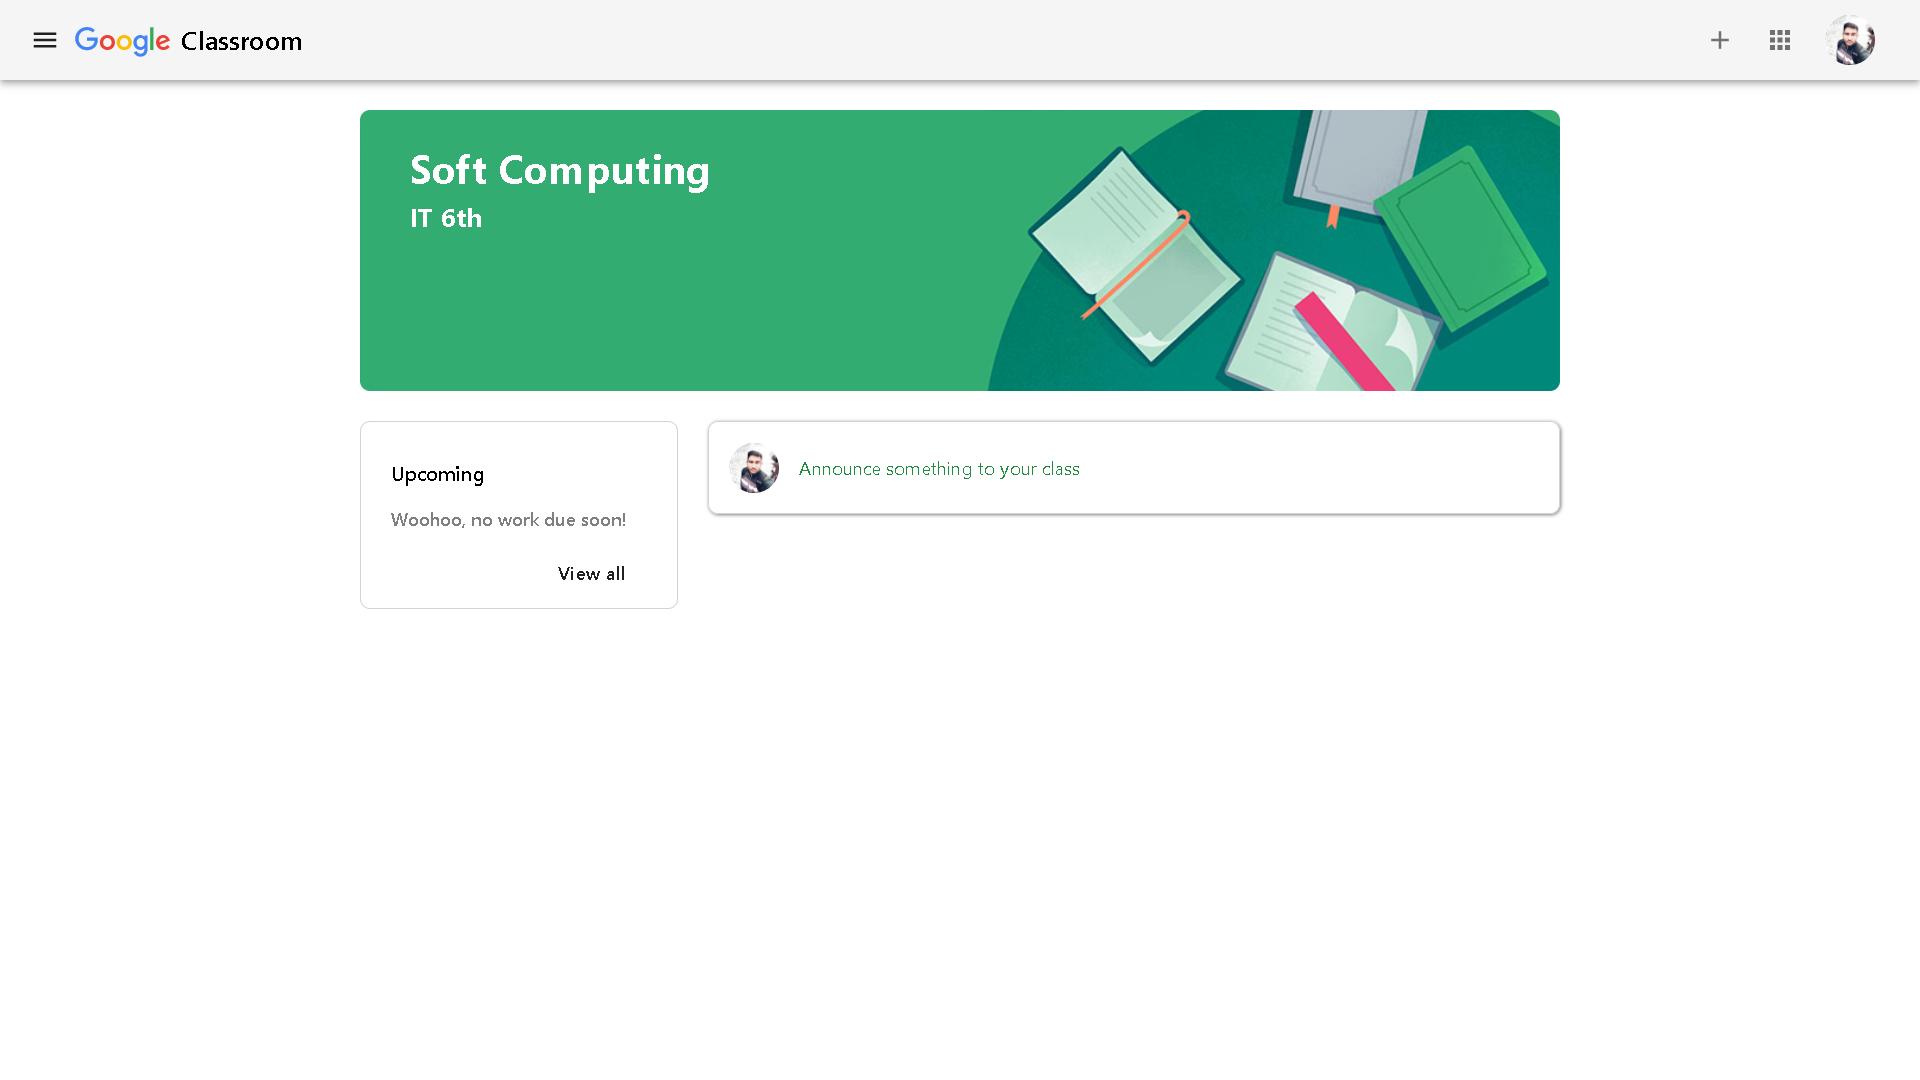 Google Classroom
Soft Computing
IT 6th
Upcoming
Woohoo, no work due soon!
View all
Announce something to your class